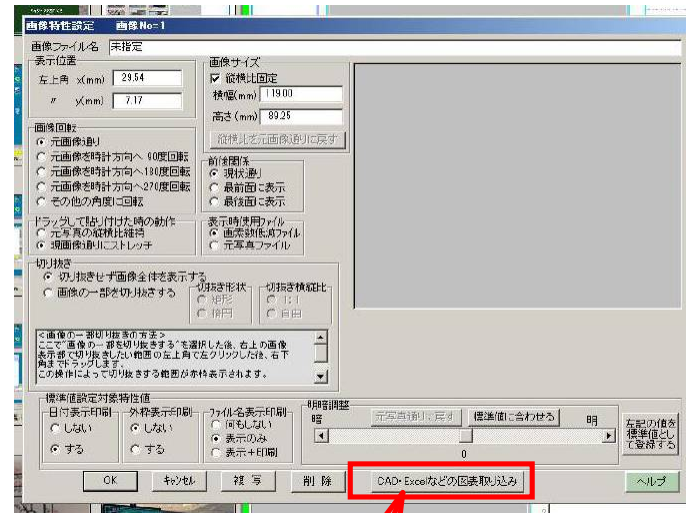 画像特性設定 画像No=1
画像ファイル名 未指定
表示位置
左上角 x(mm) 29.54
〃 y(mm) 7.17
画像サイズ
縦横比固定
横幅(mm) 119.00
高さ(mm) 89.25
縦横比を元画像通りに戻す
画像回転
元画像通り
元画像を時計方向へ 90度回転
元画像を時計方向へ180度回転
元画像を時計方向へ270度回転
その他の角度に回転
前後関係
現状通り
最前面に表示
最後面に表示
ドラッグして貼り付けた時の動作
元写真の縦横比維持
現画像通りにストレッチ
表示時使用ファイル
画素数低減ファイル
元写真ファイル
切り抜き
切り抜きせず画像全体を表示する
画像の一部を切り抜きする
切抜き形状
矩形
楕円
切抜き横縦比
1:1
自由
<画像の一部切り抜きの方法>
ここで"画像の一部を切り抜きする"を選択した後、右上の画像
表示部で切り抜きしたい範囲の左上角で左クリックした後、右下
角までドラッグします。
この操作によって切り抜きする範囲が赤枠表示されます。
標準値設定対象特性値
日付表示印刷
しない
する
外枠表示印刷
しない
する
ファイル名表示印刷
何もしない
表示のみ
表示+印刷
明暗調整
暗
元写真通りに戻す
標準値に合わせる
明
0
左記の値を
標準値とし
て登録する
OK
キャンセル
複 写
削 除
CAD・Excelなどの図表取り込み
ヘルプ